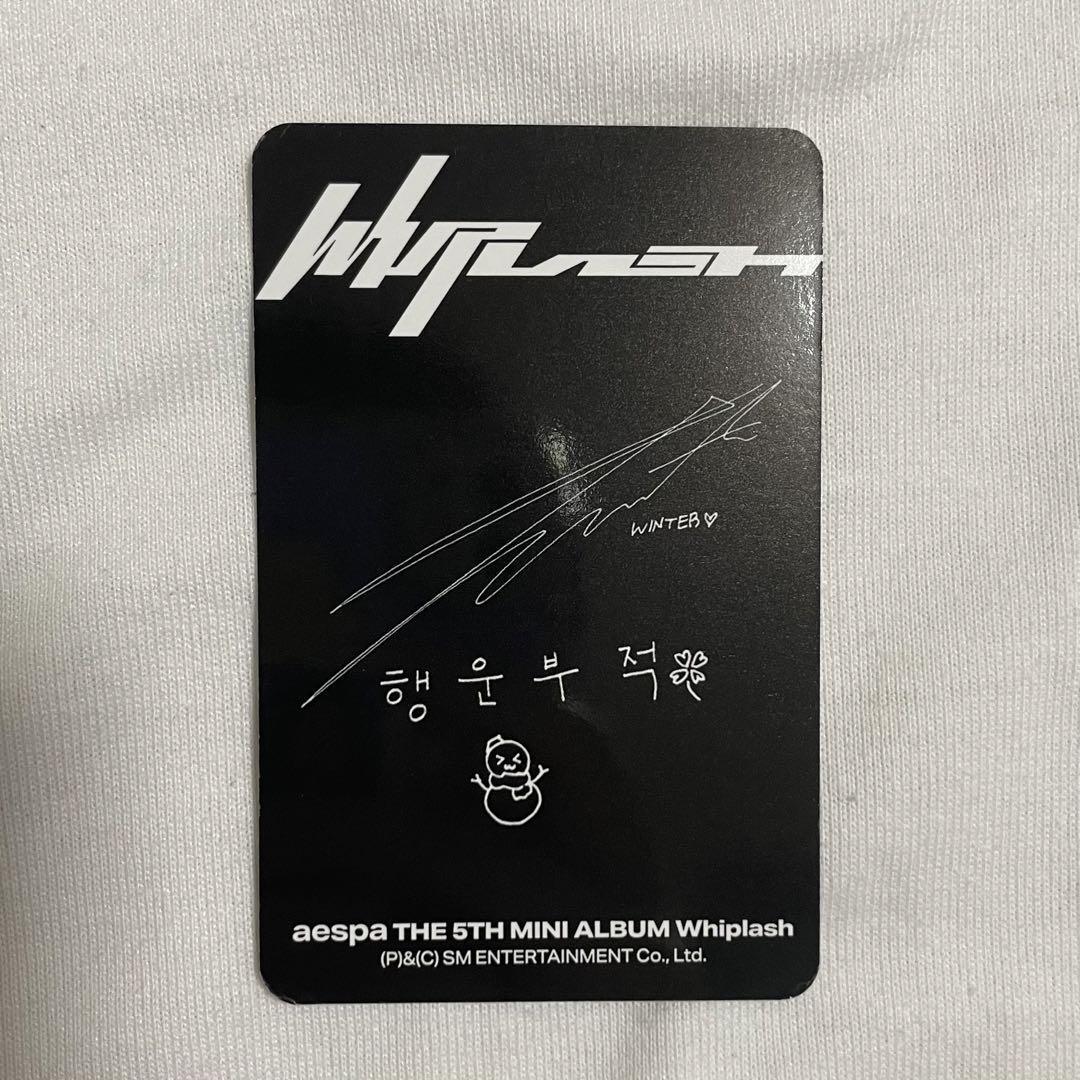 Whiplash
WINTER♡
행운부적
aespa THE 5TH MINI ALBUM Whiplash
(P)&(C) SM ENTERTAINMENT Co., Ltd.